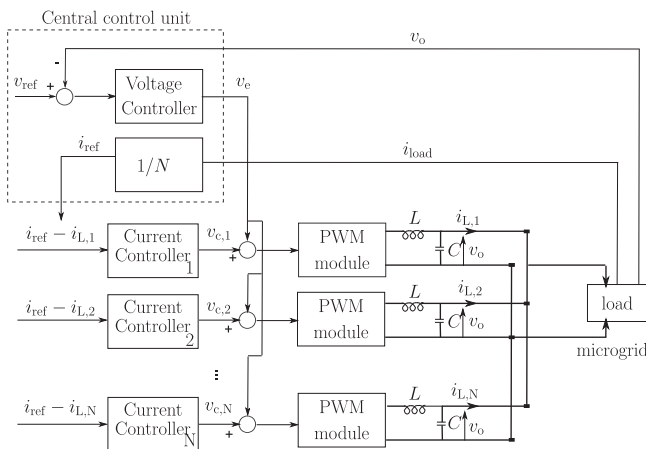 Central control unit
v_o
-
v_ref
+
Voltage
Controller
v_e
i_ref
1/N
i_load
i_ref − i_L,1
Current
Controller
1
v_c,1
+
PWM
module
L
i_L,1
C
v_o
i_ref − i_L,2
Current
Controller
2
v_c,2
+
PWM
module
L
i_L,2
C
v_o
load
microgrid
...
i_ref − i_L,N
Current
Controller
N
v_c,N
+
PWM
module
L
i_L,N
C
v_o